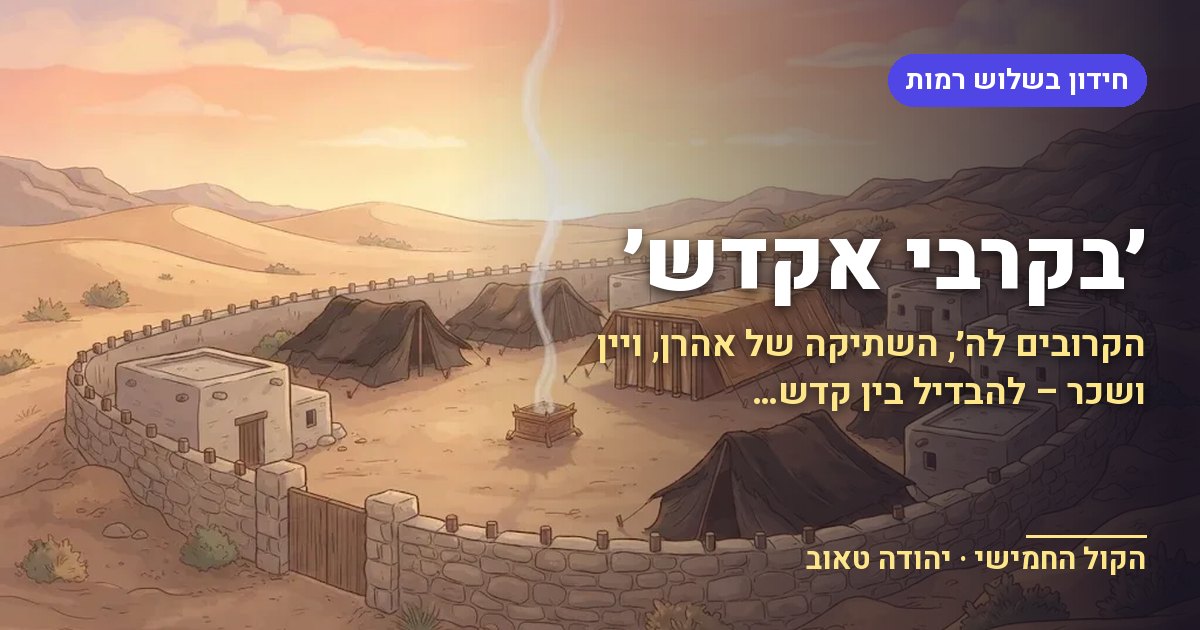 חידון בשלוש רמות
'בקרבי אקדש'
הקרובים לה', השתיקה של אהרן, ויין
ושכר – להבדיל בין קדש...
הקול החמישי · יהודה טאוב